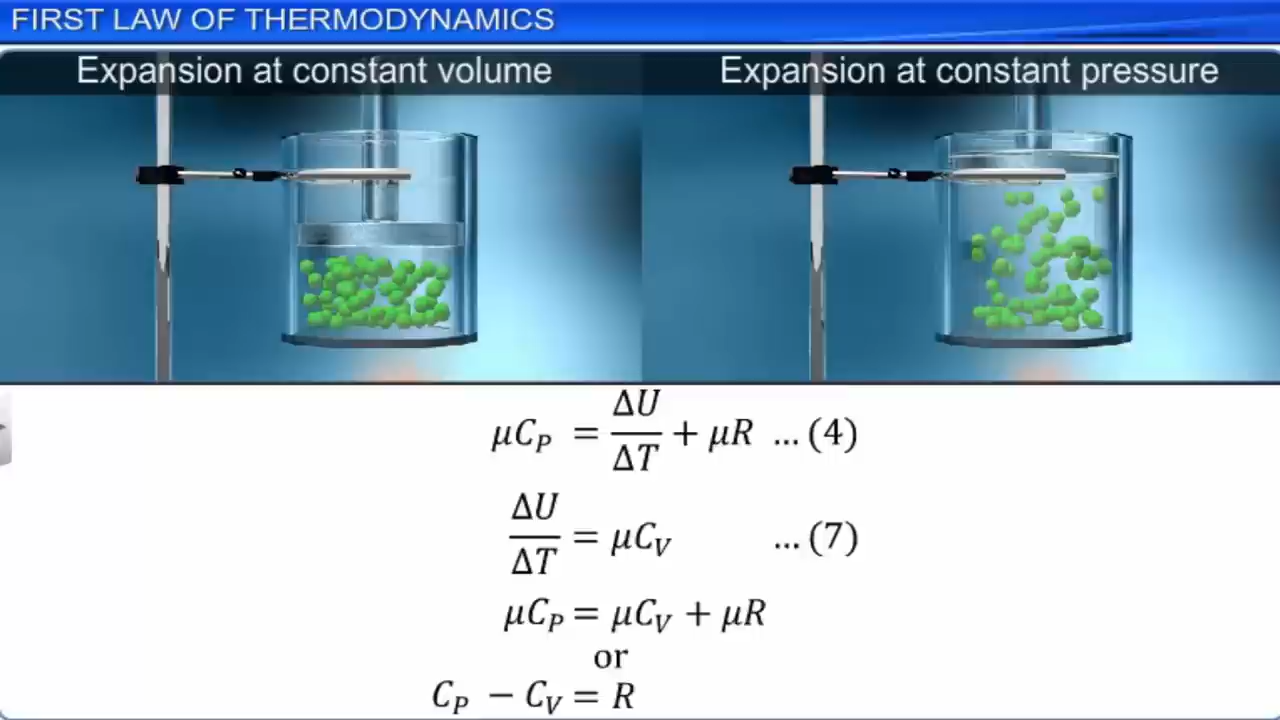 FIRST LAW OF THERMODYNAMICS
Expansion at constant volume
Expansion at constant pressure
μC_P = ΔU/ΔT + μR ... (4)
ΔU/ΔT = μC_V ... (7)
μC_P = μC_V + μR
or
C_P − C_V = R